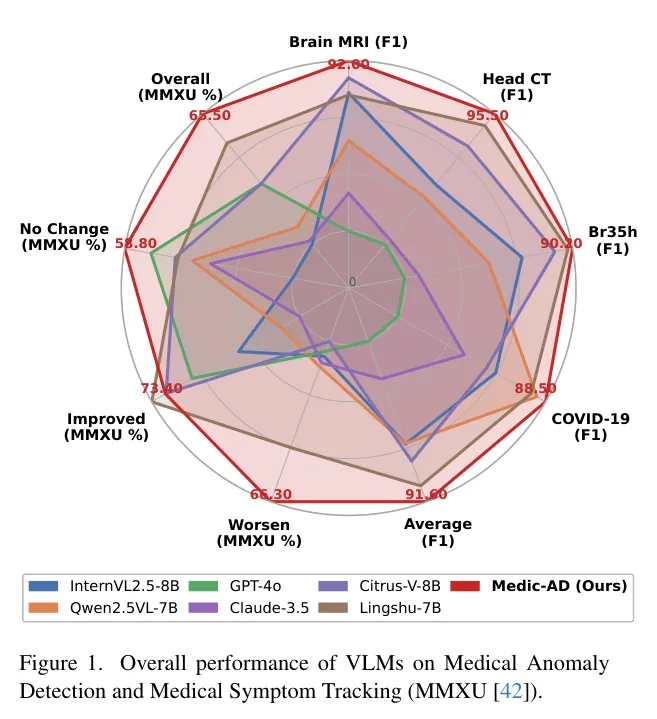 Brain MRI (F1)
92.00
Overall
(MMXU %)
65.50
Head CT
(F1)
95.50
No Change
(MMXU %)
58.80
Br35h
(F1)
90.20
0
Improved
(MMXU %)
73.40
COVID-19
(F1)
88.50
Worsen
(MMXU %)
66.30
Average
(F1)
91.60
InternVL2.5-8B GPT-4o Citrus-V-8B Medic-AD (Ours)
Qwen2.5VL-7B Claude-3.5 Lingshu-7B
Figure 1. Overall performance of VLMs on Medical Anomaly
Detection and Medical Symptom Tracking (MMXU [42]).